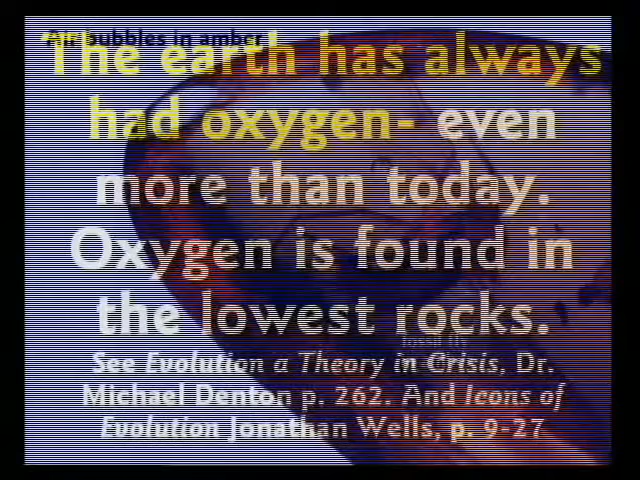 Air bubbles in amber
"The earth has always
had oxygen- even
more than today.
Oxygen is found in
the lowest rocks.
fossil fly
See Evolution a Theory in Crisis, Dr.
Michael Denton p. 262. And Icons of
Evolution Jonathan Wells, p. 9-27